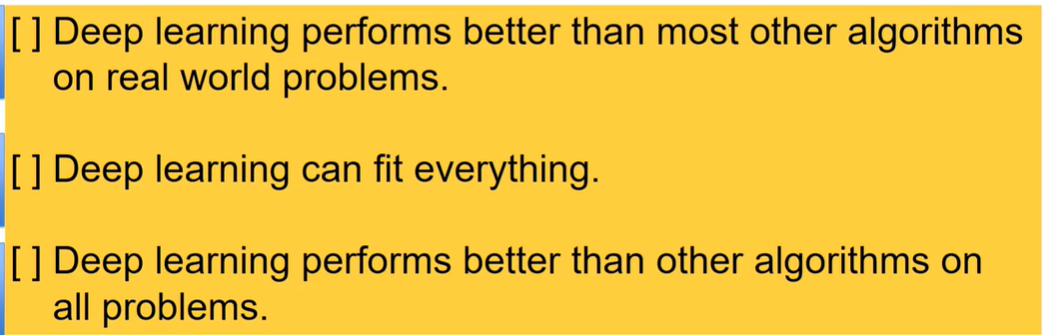 [ ] Deep learning performs better than most other algorithms
on real world problems.
[ ] Deep learning can fit everything.
[ ] Deep learning performs better than other algorithms on
all problems.